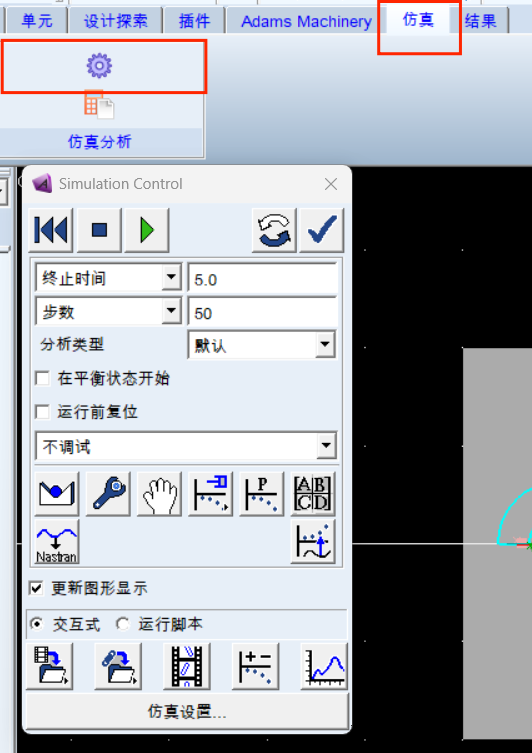 单元 设计探索 插件 Adams Machinery 仿真 结果
仿真分析
Simulation Control
终止时间 5.0
步数 50
分析类型 默认
在平衡状态开始
运行前复位
不调试
P A B
C D
Nastran
更新图形显示
交互式 运行脚本
仿真设置...